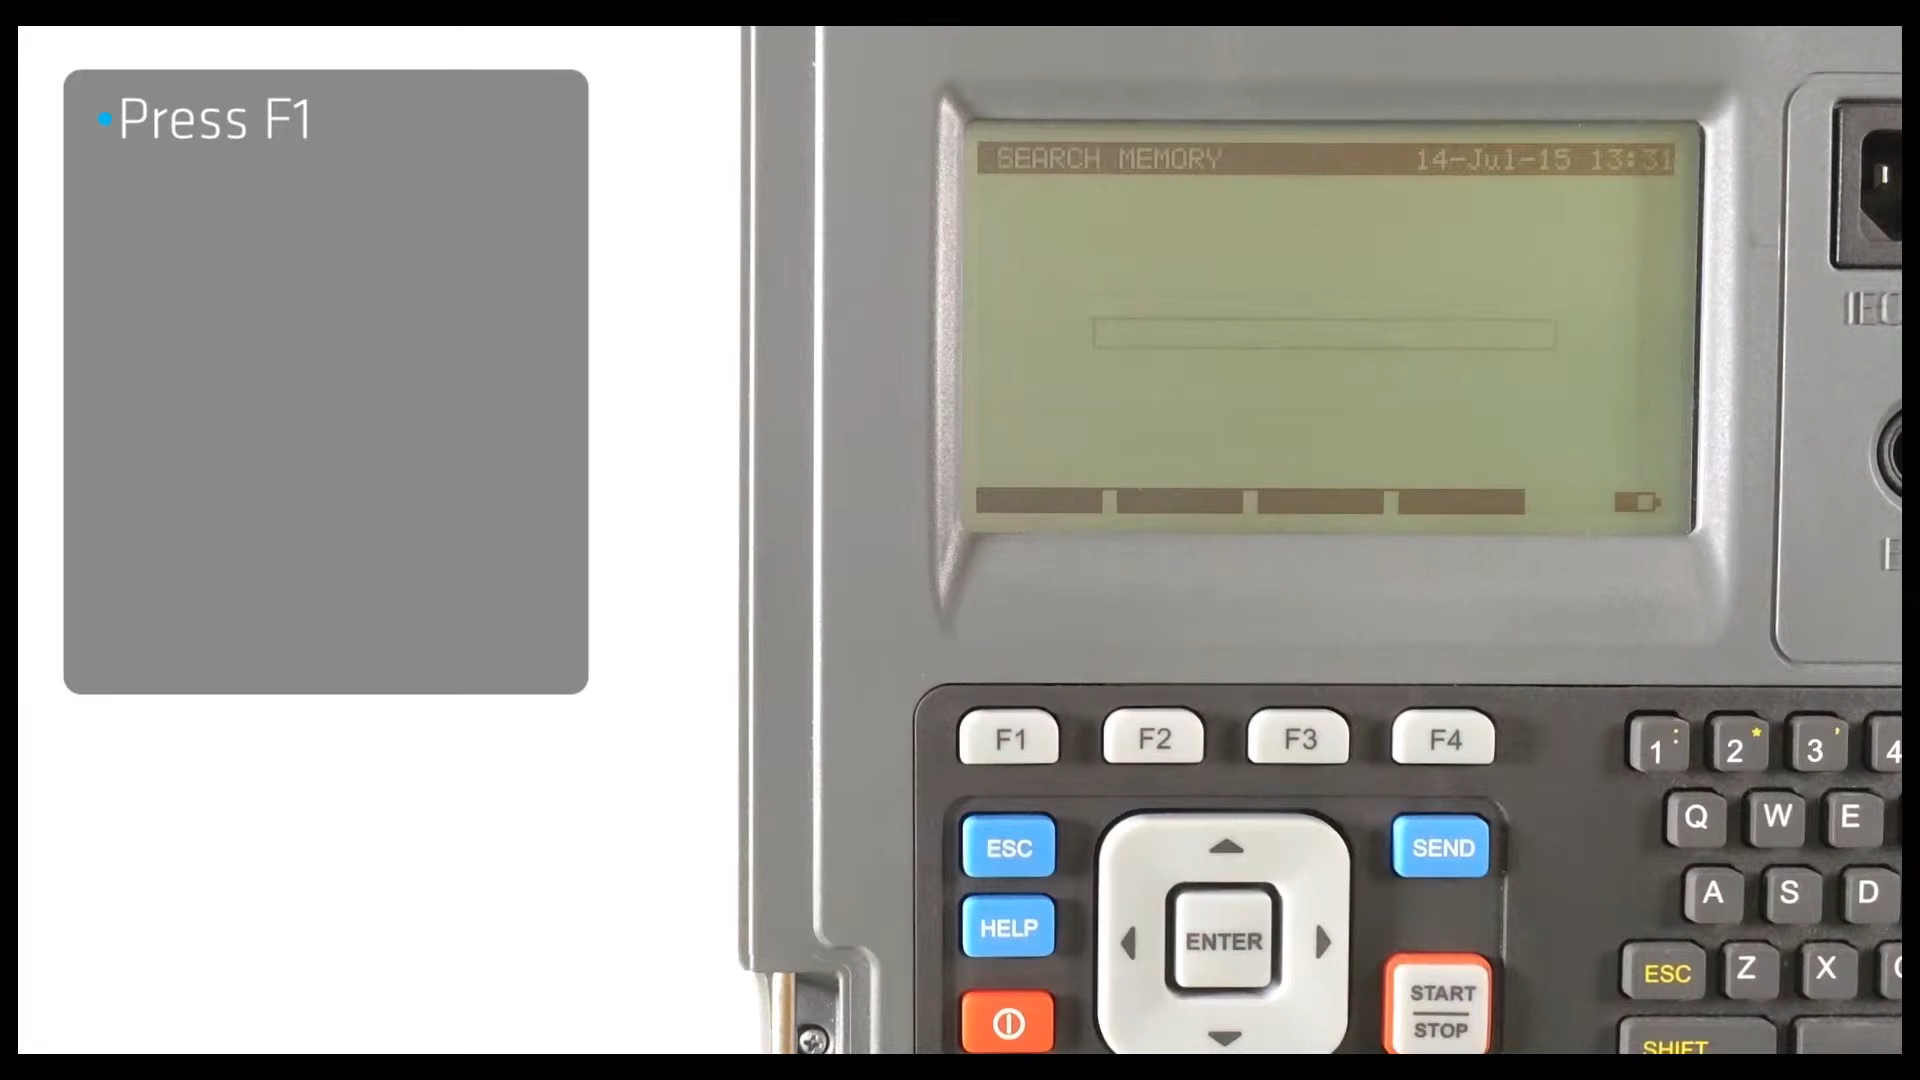 •Press F1
SEARCH MEMORY 14-Jul-15 13:31
IEC
F1 F2 F3 F4
1 : 2 * 3 ' 4
ESC SEND
Q W E
HELP ENTER
A S D
START
STOP
ESC Z X
SHIFT